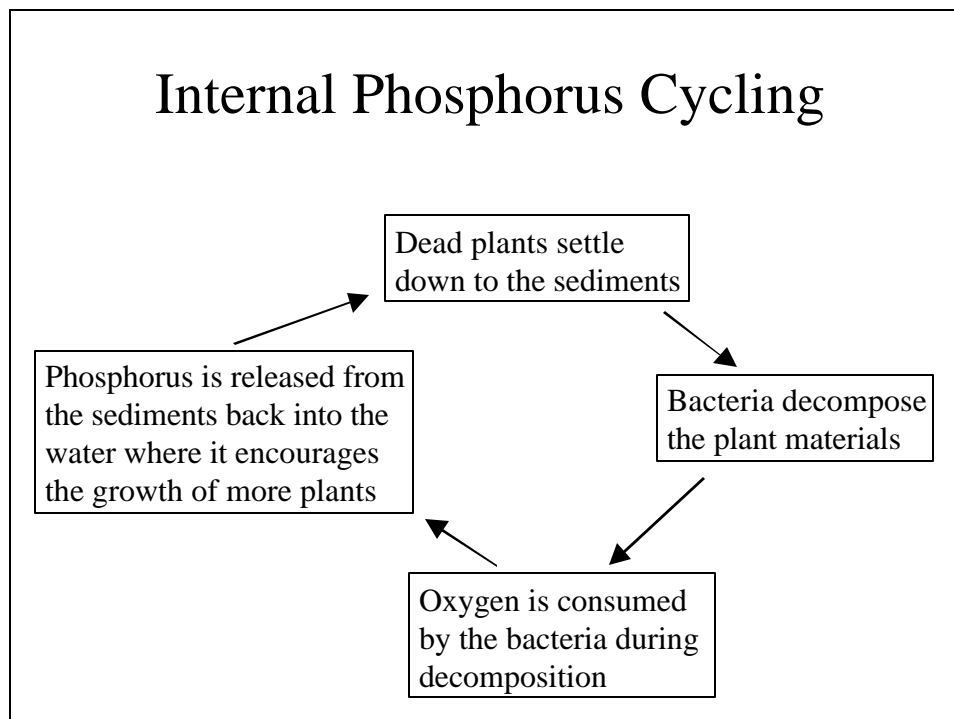 Internal Phosphorus Cycling
Dead plants settle
down to the sediments
Bacteria decompose
the plant materials
Oxygen is consumed
by the bacteria during
decomposition
Phosphorus is released from
the sediments back into the
water where it encourages
the growth of more plants